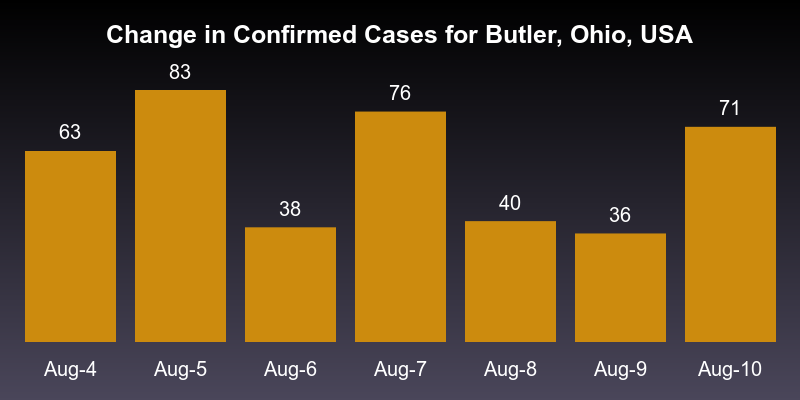 Change in Confirmed Cases for Butler, Ohio, USA
63
83
38
76
40
36
71
Aug-4
Aug-5
Aug-6
Aug-7
Aug-8
Aug-9
Aug-10